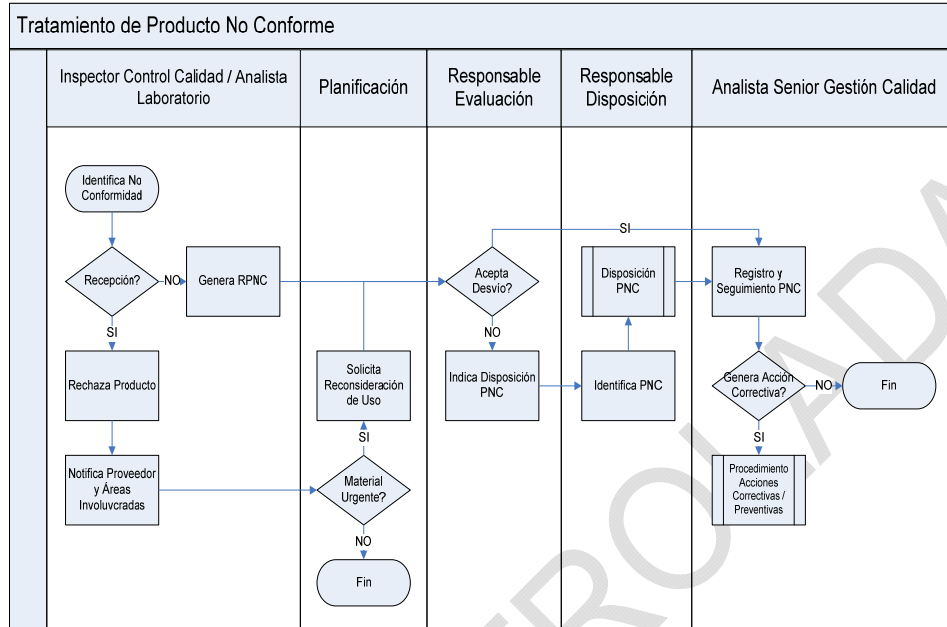 Tratamiento de Producto No Conforme
Inspector Control Calidad / Analista
Laboratorio
Planificación
Responsable
Evaluación
Responsable
Disposición
Analista Senior Gestión Calidad
Identifica No
Conformidad
Recepción?
NO
Genera RPNC
SI
Rechaza Producto
Notifica Proveedor
y Áreas
Involuvcradas
Solicita
Reconsideración
de Uso
SI
Material
Urgente?
NO
Fin
Acepta
Desvío?
SI
NO
Indica Disposición
PNC
Disposición
PNC
Identifica PNC
Registro y
Seguimiento PNC
Genera Acción
Correctiva?
NO
Fin
SI
Procedimiento
Acciones
Correctivas /
Preventivas
TROLADA